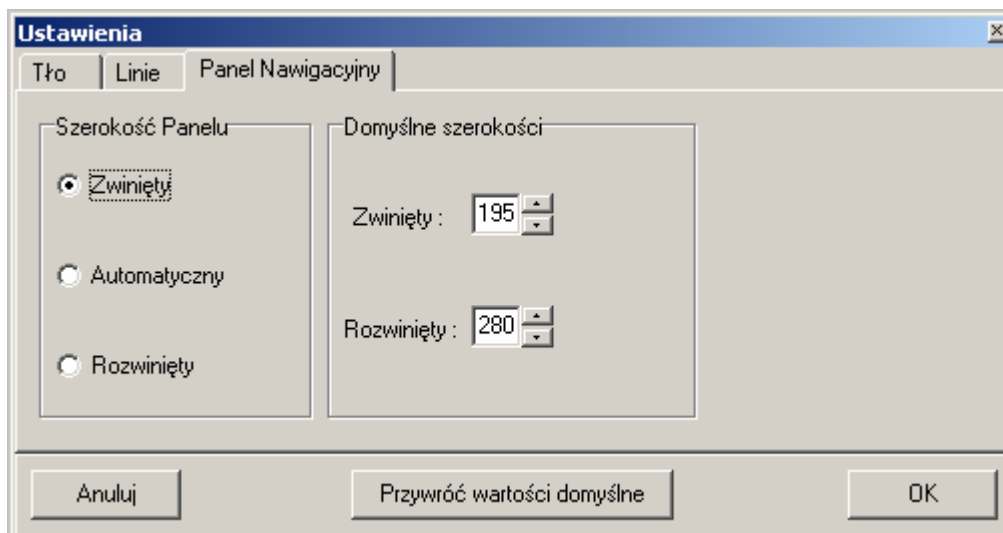 Ustawienia
Tło
Linie
Panel Nawigacyjny
Szerokość Panelu
Zwinięty
Automatyczny
Rozwinięty
Domyślne szerokości
Zwinięty : 195
Rozwinięty : 280
Anuluj
Przywróć wartości domyślne
OK